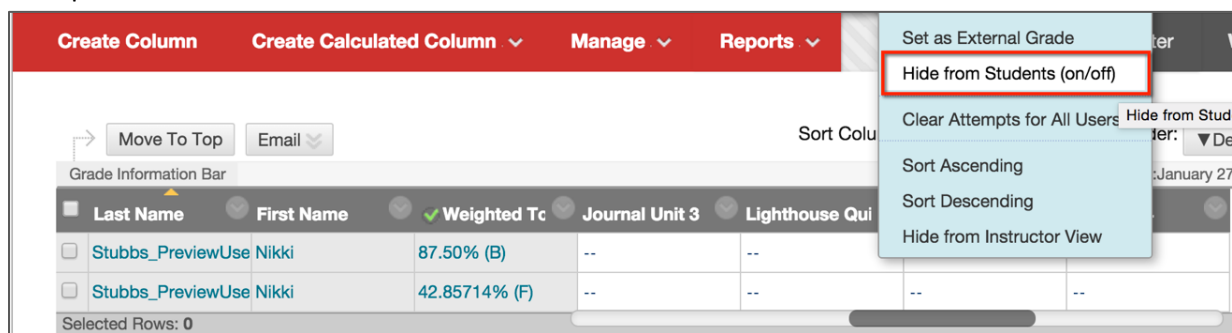 Create Column Create Calculated Column Manage Reports
Set as External Grade
Hide from Students (on/off)
Clear Attempts for All Users
Hide from Stud
Sort Ascending
Sort Descending
Hide from Instructor View
Move To Top Email Sort Colu
Grade Information Bar :January 27
Last Name First Name Weighted To Journal Unit 3 Lighthouse Qui
Stubbs_PreviewUse Nikki 87.50% (B) -- --
Stubbs_PreviewUse Nikki 42.85714% (F) -- -- -- --
Selected Rows: 0